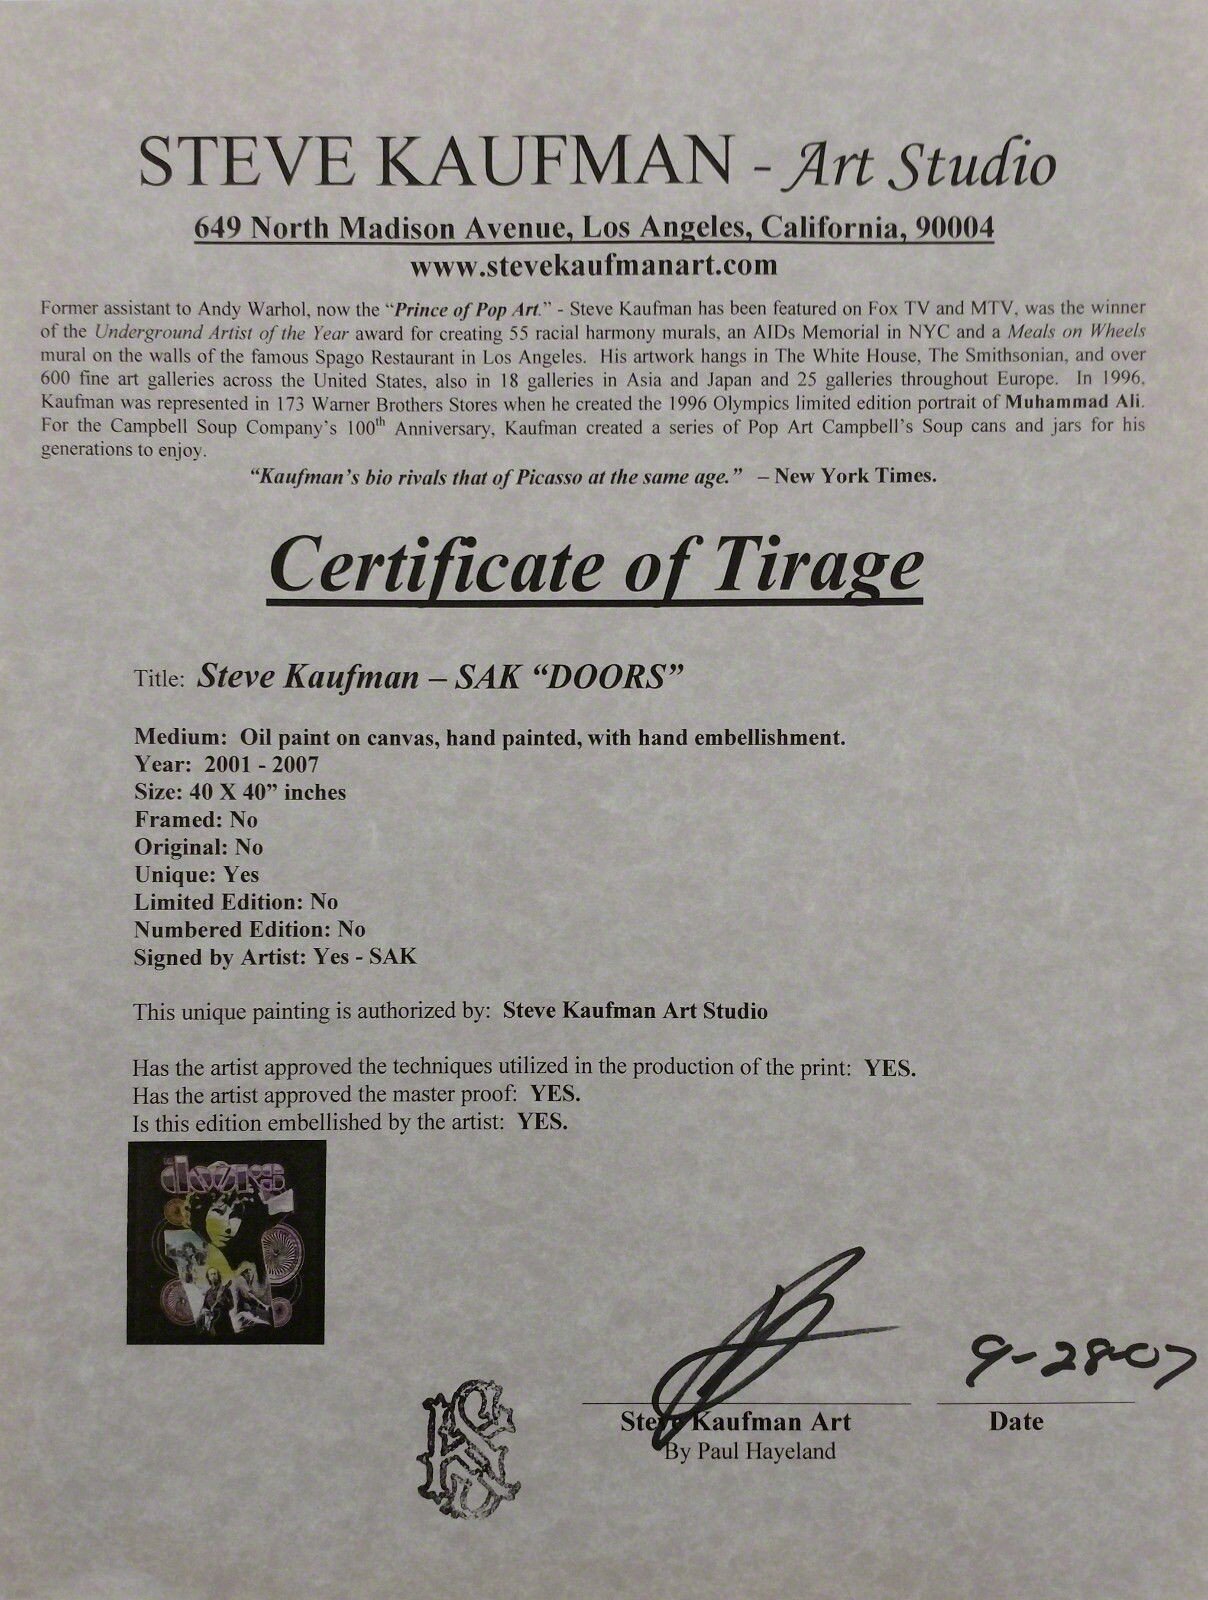 STEVE KAUFMAN - Art Studio
649 North Madison Avenue, Los Angeles, California, 90004
www.stevekaufmanart.com
Former assistant to Andy Warhol, now the “Prince of Pop Art.” - Steve Kaufman has been featured on Fox TV and MTV, was the winner
of the Underground Artist of the Year award for creating 55 racial harmony murals, an AIDs Memorial in NYC and a Meals on Wheels
mural on the walls of the famous Spago Restaurant in Los Angeles. His artwork hangs in The White House, The Smithsonian, and over
600 fine art galleries across the United States, also in 18 galleries in Asia and Japan and 25 galleries throughout Europe. In 1996,
Kaufman was represented in 173 Warner Brothers Stores when he created the 1996 Olympics limited edition portrait of Muhammad Ali.
For the Campbell Soup Company’s 100th Anniversary, Kaufman created a series of Pop Art Campbell’s Soup cans and jars for his
generations to enjoy.
“Kaufman’s bio rivals that of Picasso at the same age.” – New York Times.
Certificate of Tirage
Title: Steve Kaufman – SAK “DOORS”
Medium: Oil paint on canvas, hand painted, with hand embellishment.
Year: 2001 - 2007
Size: 40 X 40” inches
Framed: No
Original: No
Unique: Yes
Limited Edition: No
Numbered Edition: No
Signed by Artist: Yes - SAK
This unique painting is authorized by: Steve Kaufman Art Studio
Has the artist approved the techniques utilized in the production of the print: YES.
Has the artist approved the master proof: YES.
Is this edition embellished by the artist: YES.
the doors
9-28-07
Steve Kaufman Art
Date
By Paul Hayeland